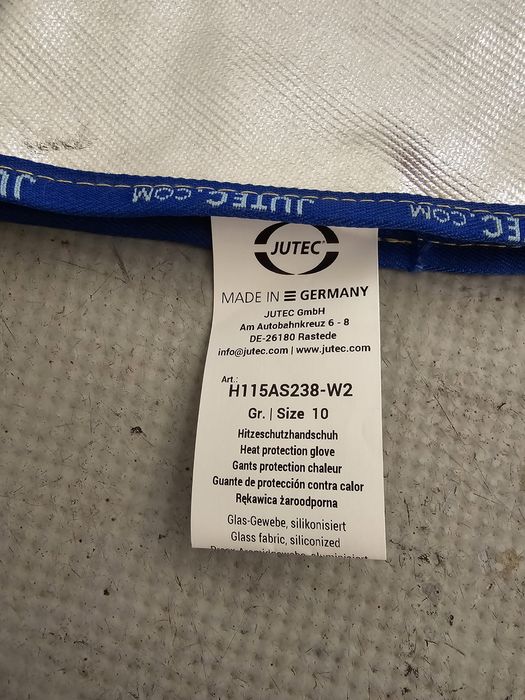 JUTEC.COM JUTEC.COM
JUTEC
MADE IN GERMANY
JUTEC GmbH
Am Autobahnkreuz 6 - 8
DE-26180 Rastede
info@jutec.com | www.jutec.com
Art.:
H115AS238-W2
Gr. | Size 10
Hitzeschutzhandschuh
Heat protection glove
Gants protection chaleur
Guante de protección contra calor
Rękawica żaroodporna
Glas-Gewebe, silikonisiert
Glass fabric, siliconized